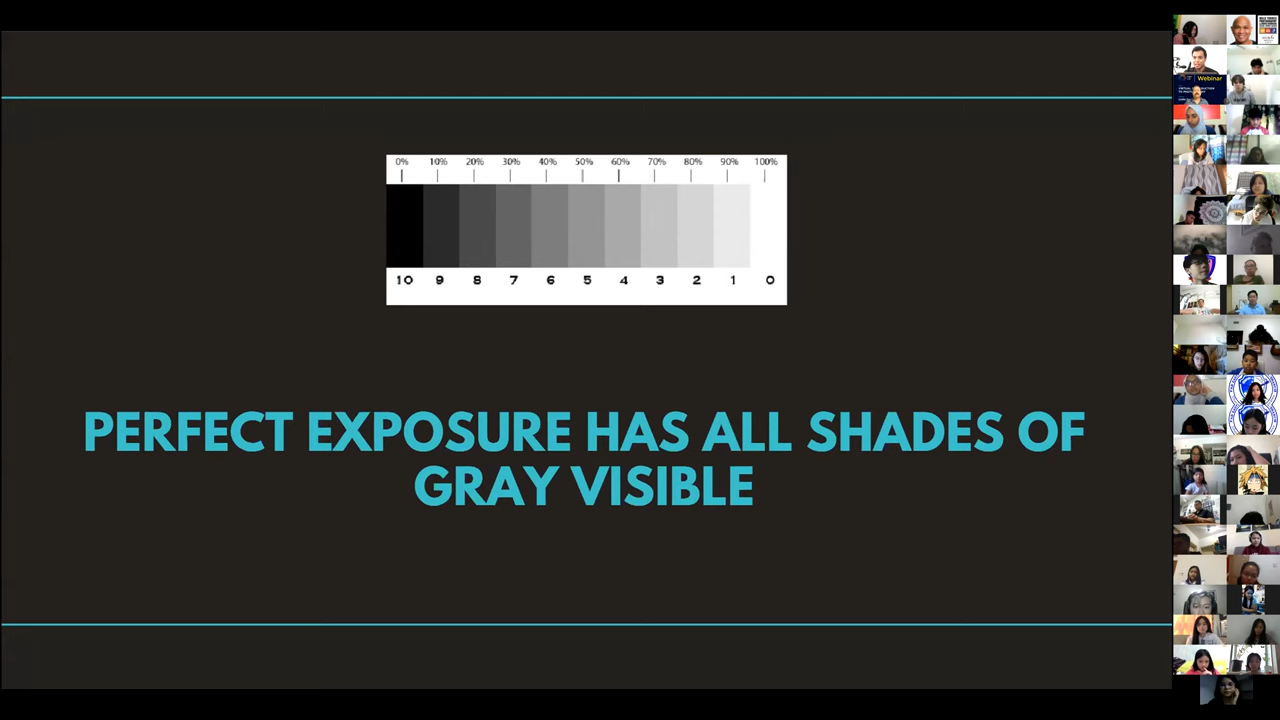 0% 10% 20% 30% 40% 50% 60% 70% 80% 90% 100%
10 9 8 7 6 5 4 3 2 1 0
PERFECT EXPOSURE HAS ALL SHADES OF
GRAY VISIBLE
Webinar